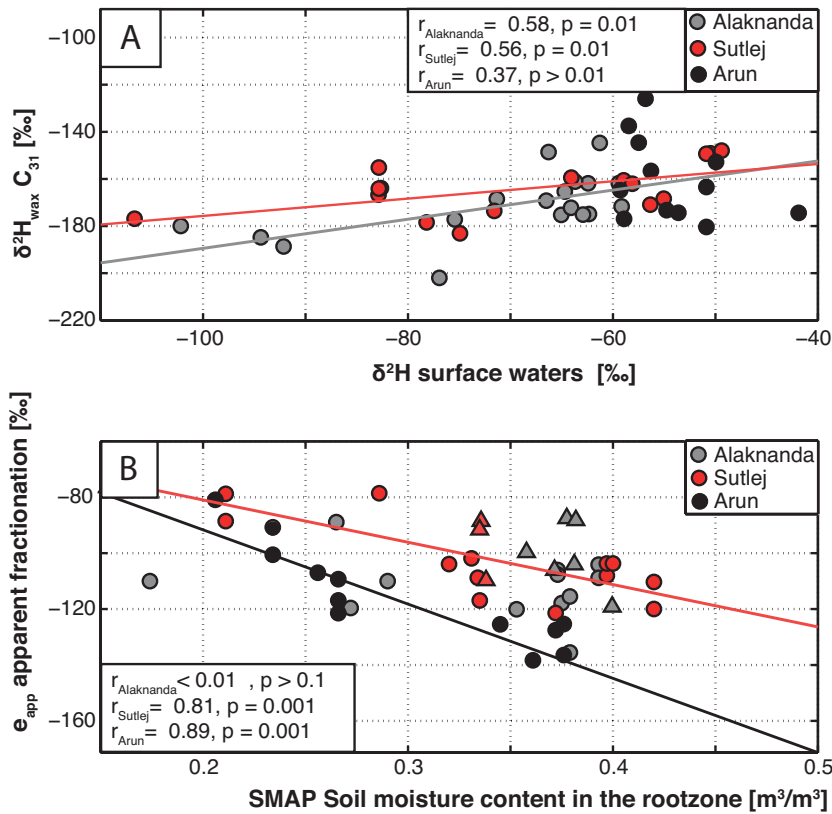 A
r_Alaknanda= 0.58, p = 0.01
r_Sutlej= 0.56, p = 0.01
r_Arun= 0.37, p > 0.01
Alaknanda
Sutlej
Arun
δ²H_wax C_31 [‰]
−100
−140
−180
−220
−100
−80
−60
−40
δ²H surface waters [‰]
B
Alaknanda
Sutlej
Arun
e_app apparent fractionation [‰]
−80
−120
−160
r_Alaknanda< 0.01 , p > 0.1
r_Sutlej= 0.81, p = 0.001
r_Arun= 0.89, p = 0.001
0.2
0.3
0.4
0.5
SMAP Soil moisture content in the rootzone [m³/m³]